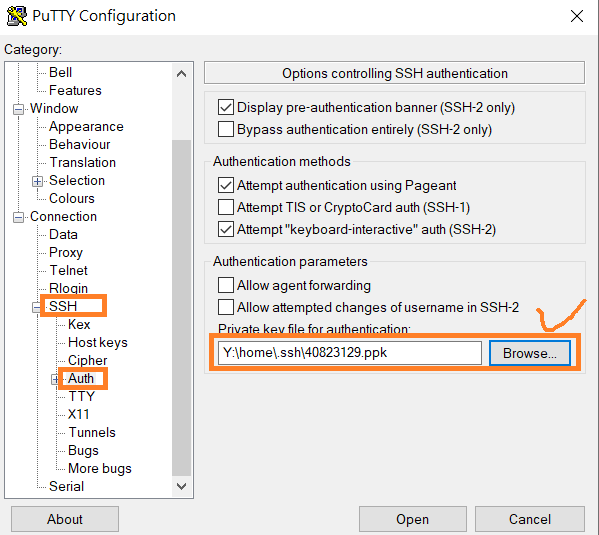 PuTTY Configuration
Category:
Bell
Features
Window
Appearance
Behaviour
Translation
Selection
Colours
Connection
Data
Proxy
Telnet
Rlogin
SSH
Kex
Host keys
Cipher
Auth
TTY
X11
Tunnels
Bugs
More bugs
Serial
Options controlling SSH authentication
Display pre-authentication banner (SSH-2 only)
Bypass authentication entirely (SSH-2 only)
Authentication methods
Attempt authentication using Pageant
Attempt TIS or CryptoCard auth (SSH-1)
Attempt "keyboard-interactive" auth (SSH-2)
Authentication parameters
Allow agent forwarding
Allow attempted changes of username in SSH-2
Private key file for authentication:
Y:\home\.ssh\40823129.ppk
Browse...
About
Open
Cancel